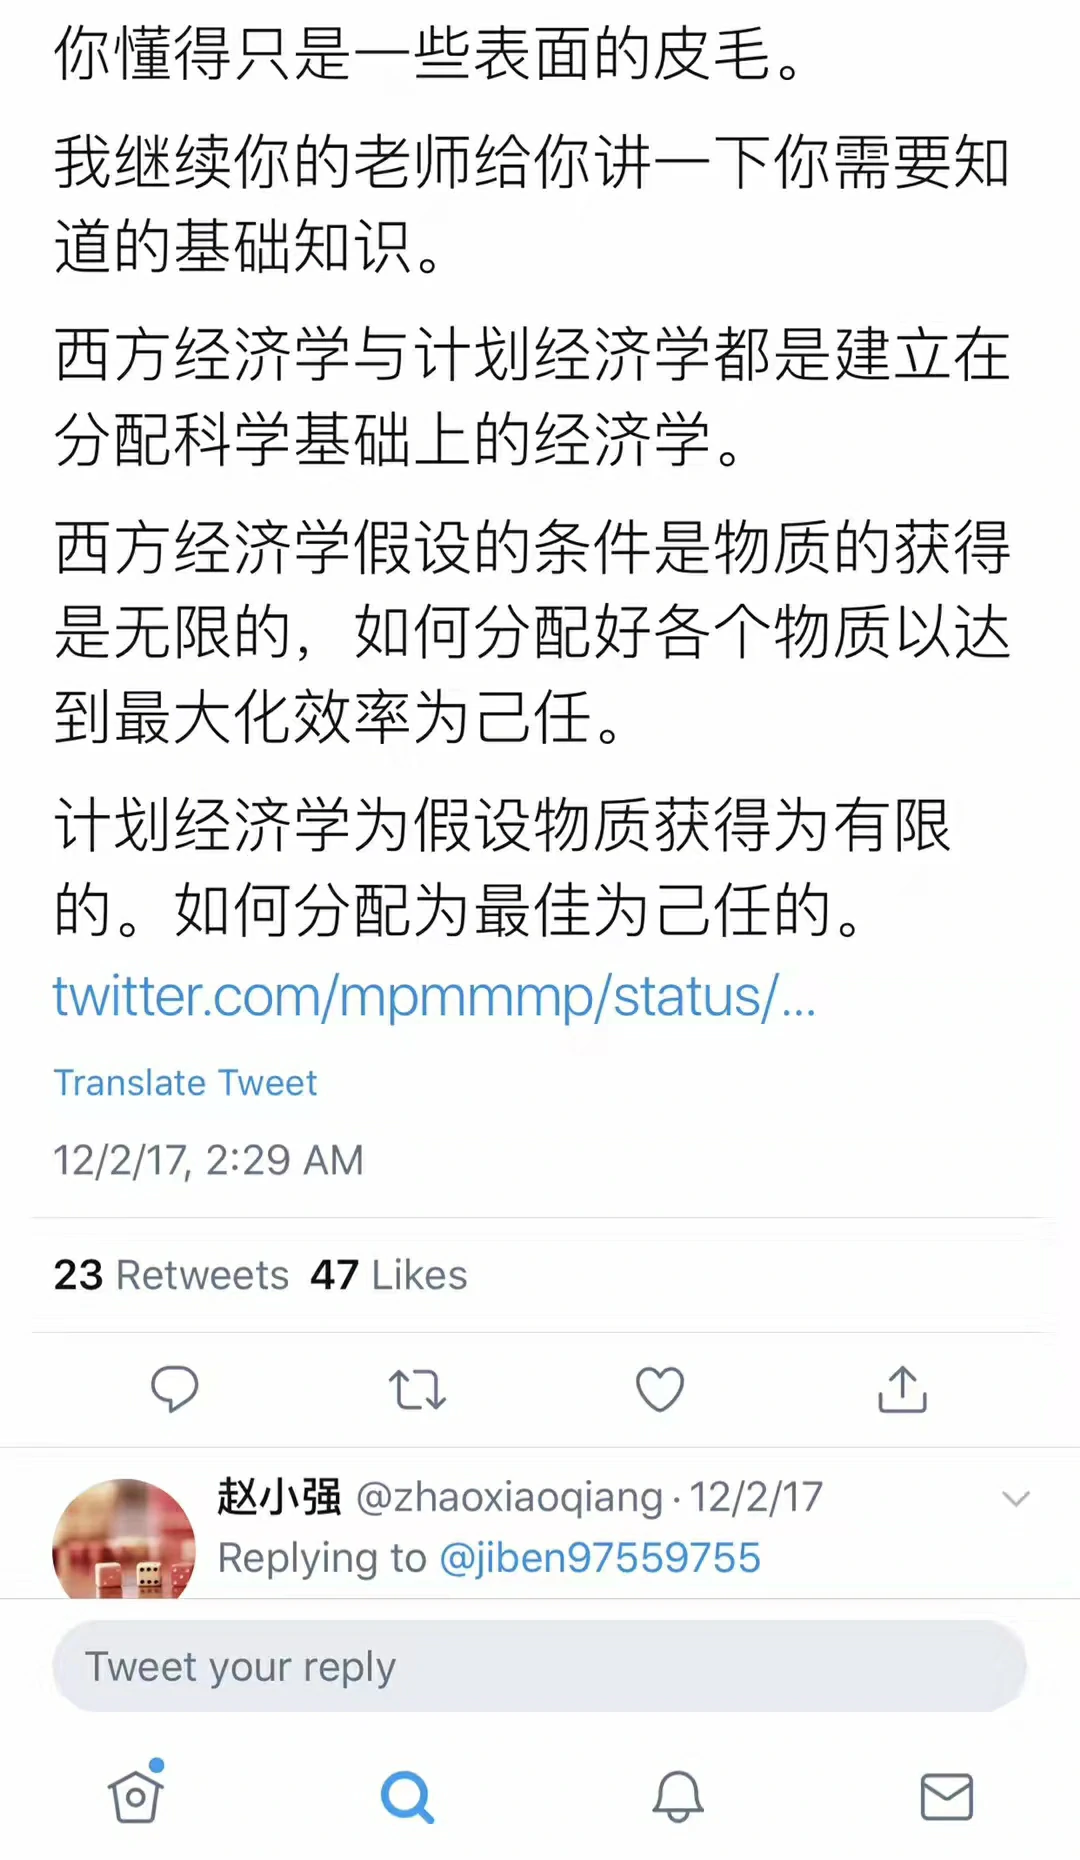 你懂得只是一些表面的皮毛。
我继续你的老师给你讲一下你需要知
道的基础知识。
西方经济学与计划经济学都是建立在
分配科学基础上的经济学。
西方经济学假设的条件是物质的获得
是无限的，如何分配好各个物质以达
到最大化效率为己任。
计划经济学为假设物质获得为有限
的。如何分配为最佳为己任的。
twitter.com/mpmmmp/status/...
Translate Tweet
12/2/17, 2:29 AM
23 Retweets 47 Likes
赵小强 @zhaoxiaoqiang · 12/2/17
Replying to @jiben97559755
Tweet your reply